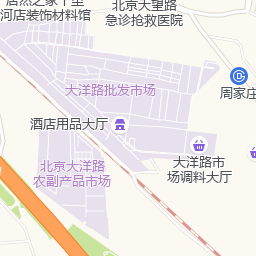 居然之家十里
河店装饰材料馆
北京大望路
急诊抢救医院
大洋路批发市场
周家庄
酒店用品大厅
大洋路市
场调料大厅
北京大洋路
农副产品市场